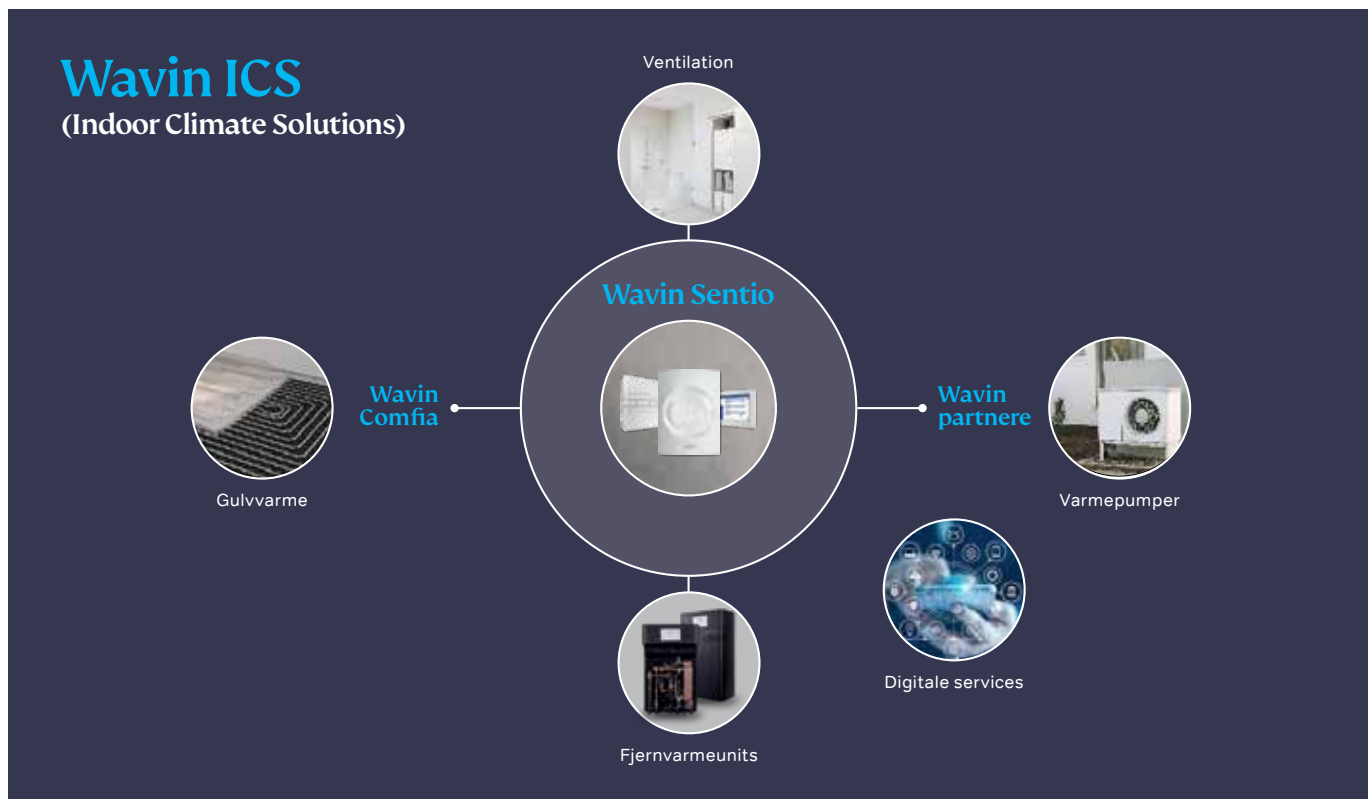 Wavin ICS
(Indoor Climate Solutions)
Ventilation
Wavin Sentio
Wavin
Comfia
Gulvvarme
Wavin
partnere
Varmepumper
Digitale services
Fjernvarmeunits